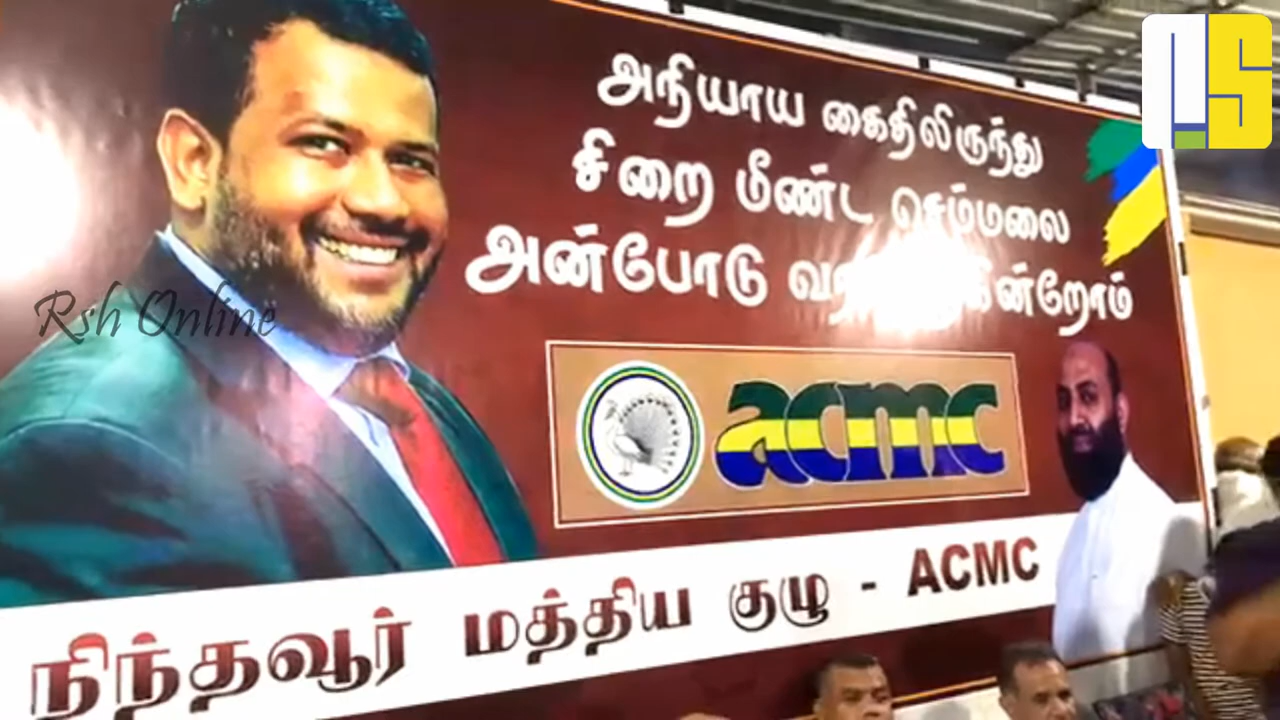 அநியாய கைதிலிருந்து
சிறை மீண்ட செம்மலை
அன்போடு
acmc
Rsh Online
நிந்தவூர் மத்திய குழு - ACMC